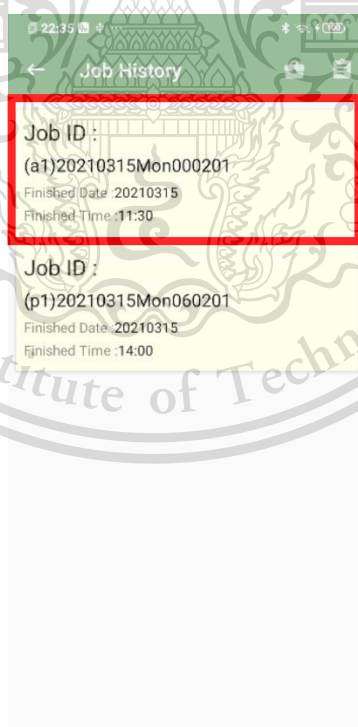 22:35
100
Job History
Job ID :
(a1)20210315Mon000201
Finished Date :20210315
Finished Time :11:30
Job ID :
(p1)20210315Mon060201
Finished Date :20210315
Finished Time :14:00
titute of Techn